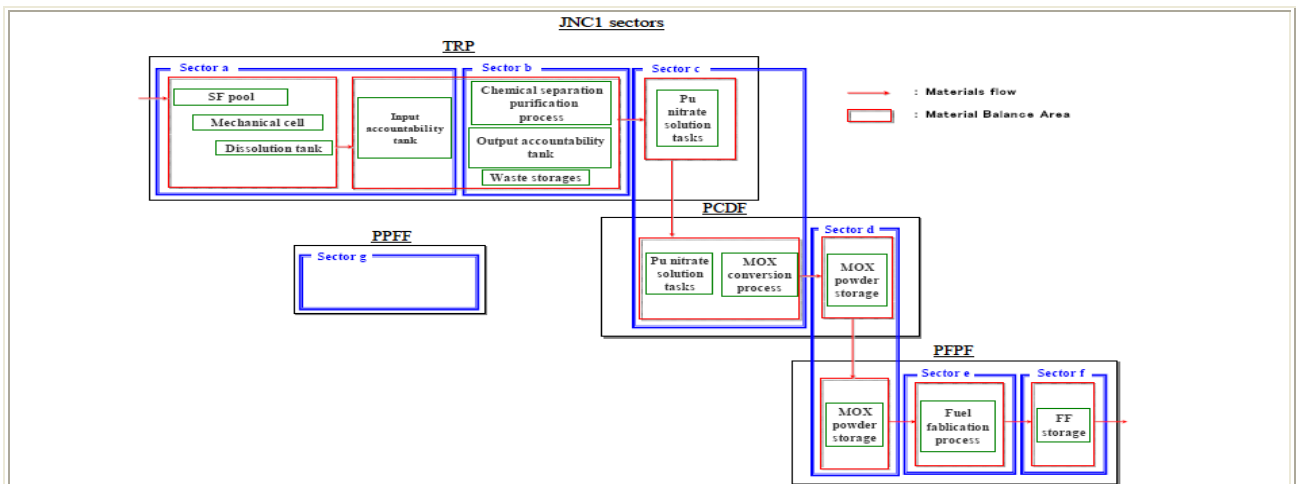 JNC1 sectors
TRP
Sector a
Sector b
Sector c
SF pool
Mechanical cell
Dissolution tank
Input
accountability
tank
Chemical separation
purification
process
Output accountability
tank
Waste storages
Pu
nitrate
solution
tasks
: Materials flow
: Material Balance Area
PCDF
PPFF
Sector g
Pu nitrate
solution
tasks
MOX
conversion
process
Sector d
MOX
powder
storage
PFPF
Sector e
Sector f
MOX
powder
storage
Fuel
fablication
process
FF
storage